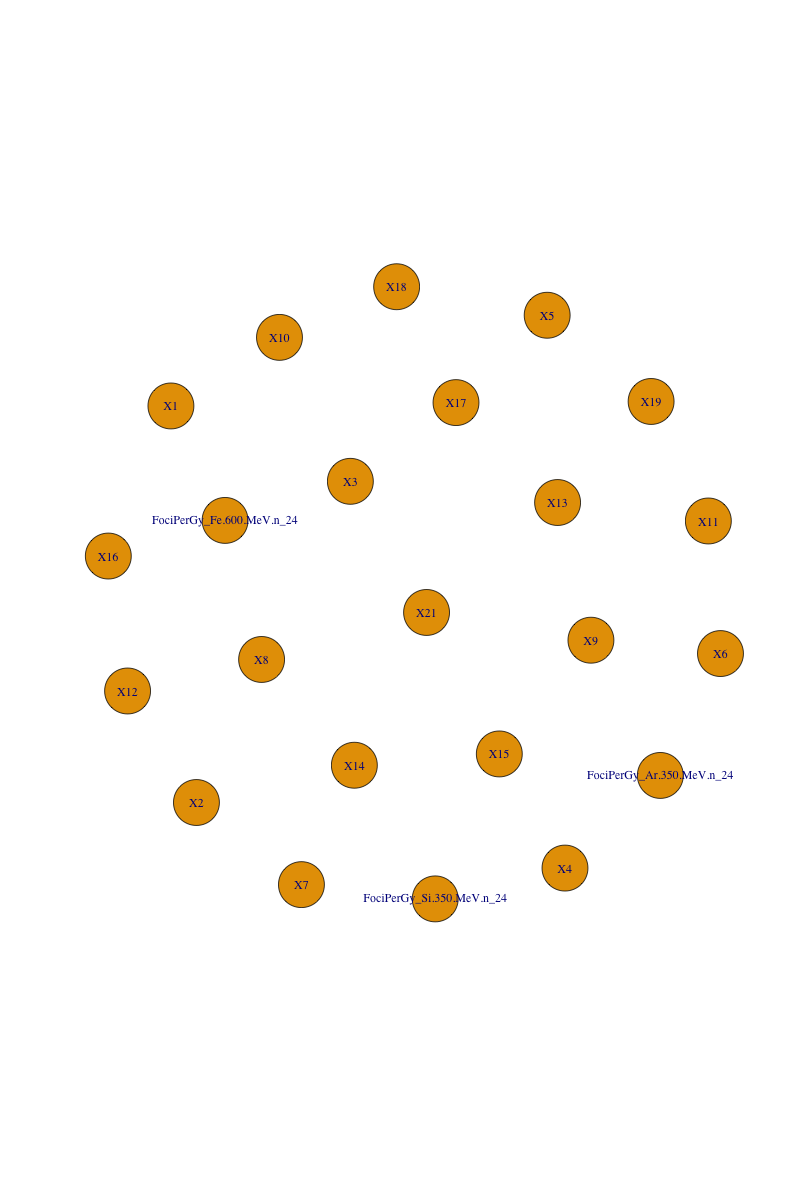 X18
X5
X10
X17
X19
X1
X3
X13
FociPerGy_Fe.600.MeV.n_24
X11
X16
X21
X9
X6
X8
X12
X15
X14
FociPerGy_Ar.350.MeV.n_24
X2
X4
X7
FociPerGy_Si.350.MeV.n_24